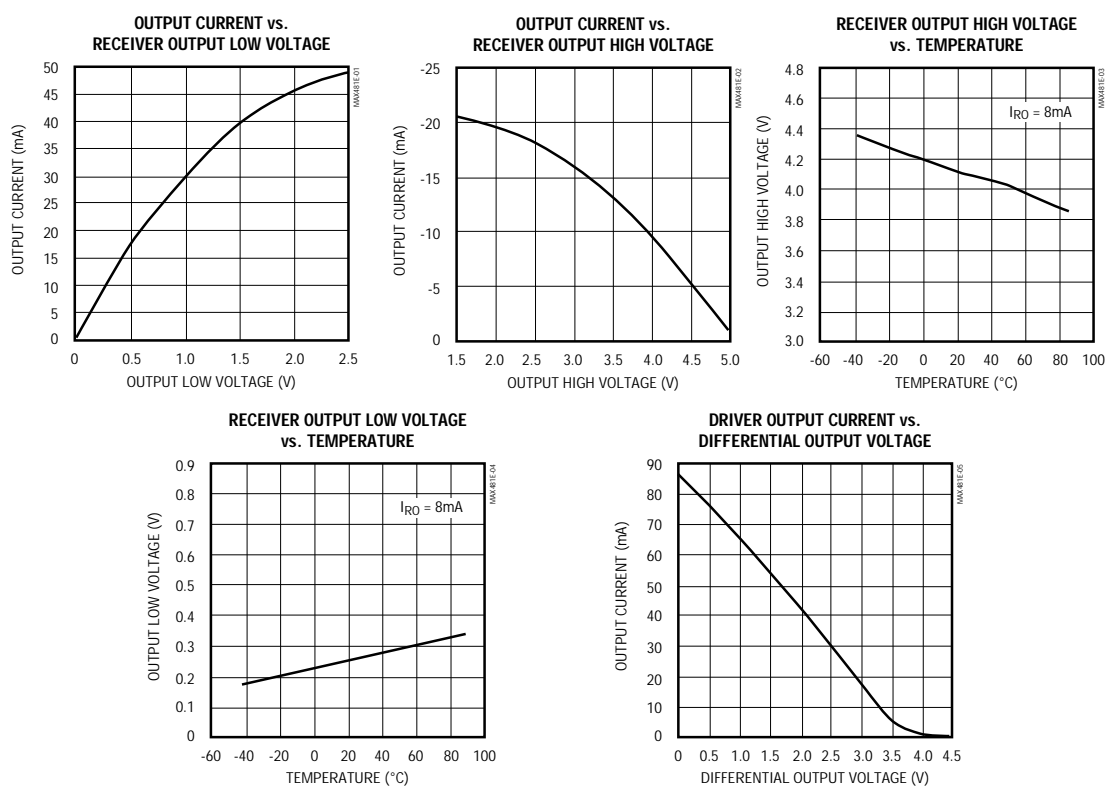 OUTPUT CURRENT vs.
RECEIVER OUTPUT LOW VOLTAGE
50
45
40
35
30
25
20
15
10
5
0
OUTPUT CURRENT (mA)
0 0.5 1.0 1.5 2.0 2.5
OUTPUT LOW VOLTAGE (V)
MAX481E-01
OUTPUT CURRENT vs.
RECEIVER OUTPUT HIGH VOLTAGE
-25
-20
-15
-10
-5
0
OUTPUT CURRENT (mA)
1.5 2.0 2.5 3.0 3.5 4.0 4.5 5.0
OUTPUT HIGH VOLTAGE (V)
MAX481E-02
RECEIVER OUTPUT HIGH VOLTAGE
vs. TEMPERATURE
4.8
4.6
4.4
4.2
4.0
3.8
3.6
3.4
3.2
3.0
OUTPUT HIGH VOLTAGE (V)
IRO = 8mA
-60 -40 -20 0 20 40 60 80 100
TEMPERATURE (°C)
MAX481E-03
RECEIVER OUTPUT LOW VOLTAGE
vs. TEMPERATURE
0.9
0.8
0.7
0.6
0.5
0.4
0.3
0.2
0.1
0
OUTPUT LOW VOLTAGE (V)
IRO = 8mA
-60 -40 -20 0 20 40 60 80 100
TEMPERATURE (°C)
MAX481E-04
DRIVER OUTPUT CURRENT vs.
DIFFERENTIAL OUTPUT VOLTAGE
90
80
70
60
50
40
30
20
10
0
OUTPUT CURRENT (mA)
0 0.5 1.0 1.5 2.0 2.5 3.0 3.5 4.0 4.5
DIFFERENTIAL OUTPUT VOLTAGE (V)
MAX481E-05